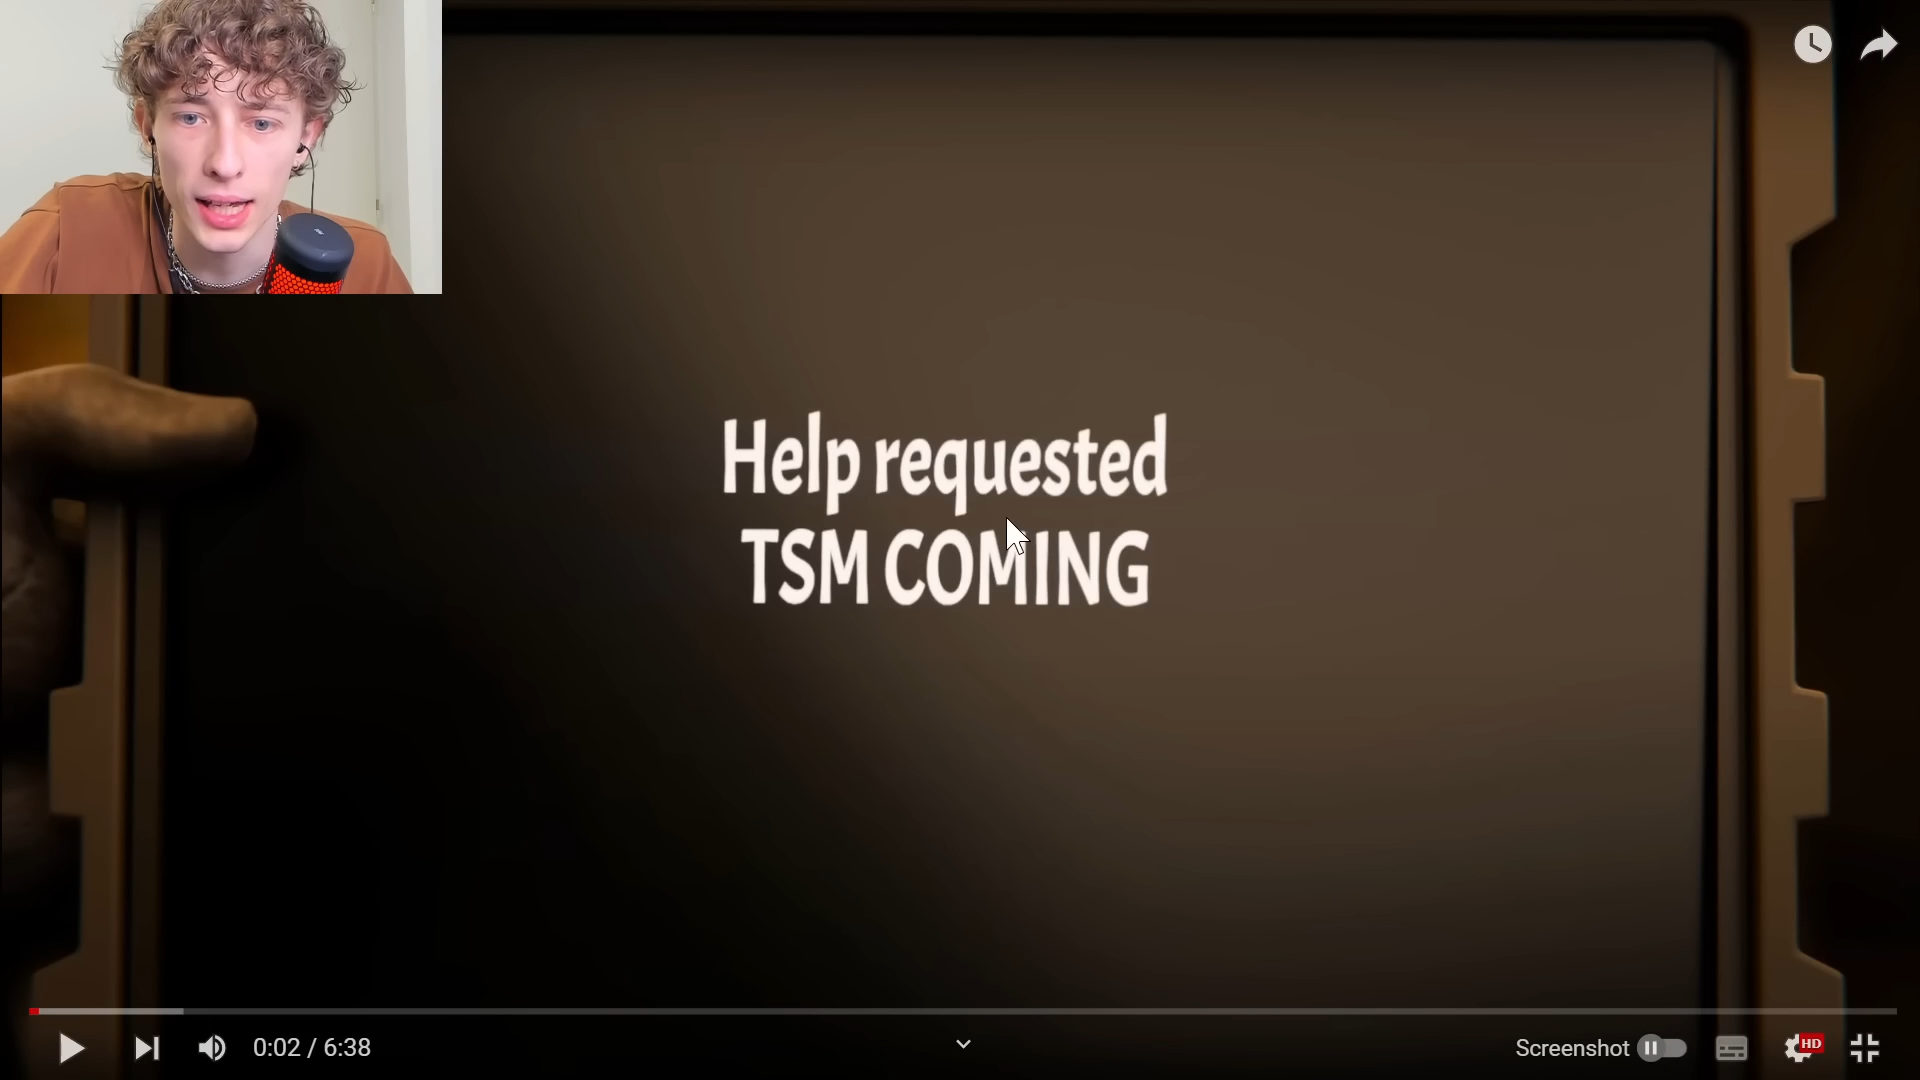 Help requested
TSM COMING
0:02 / 6:38
Screenshot
HD